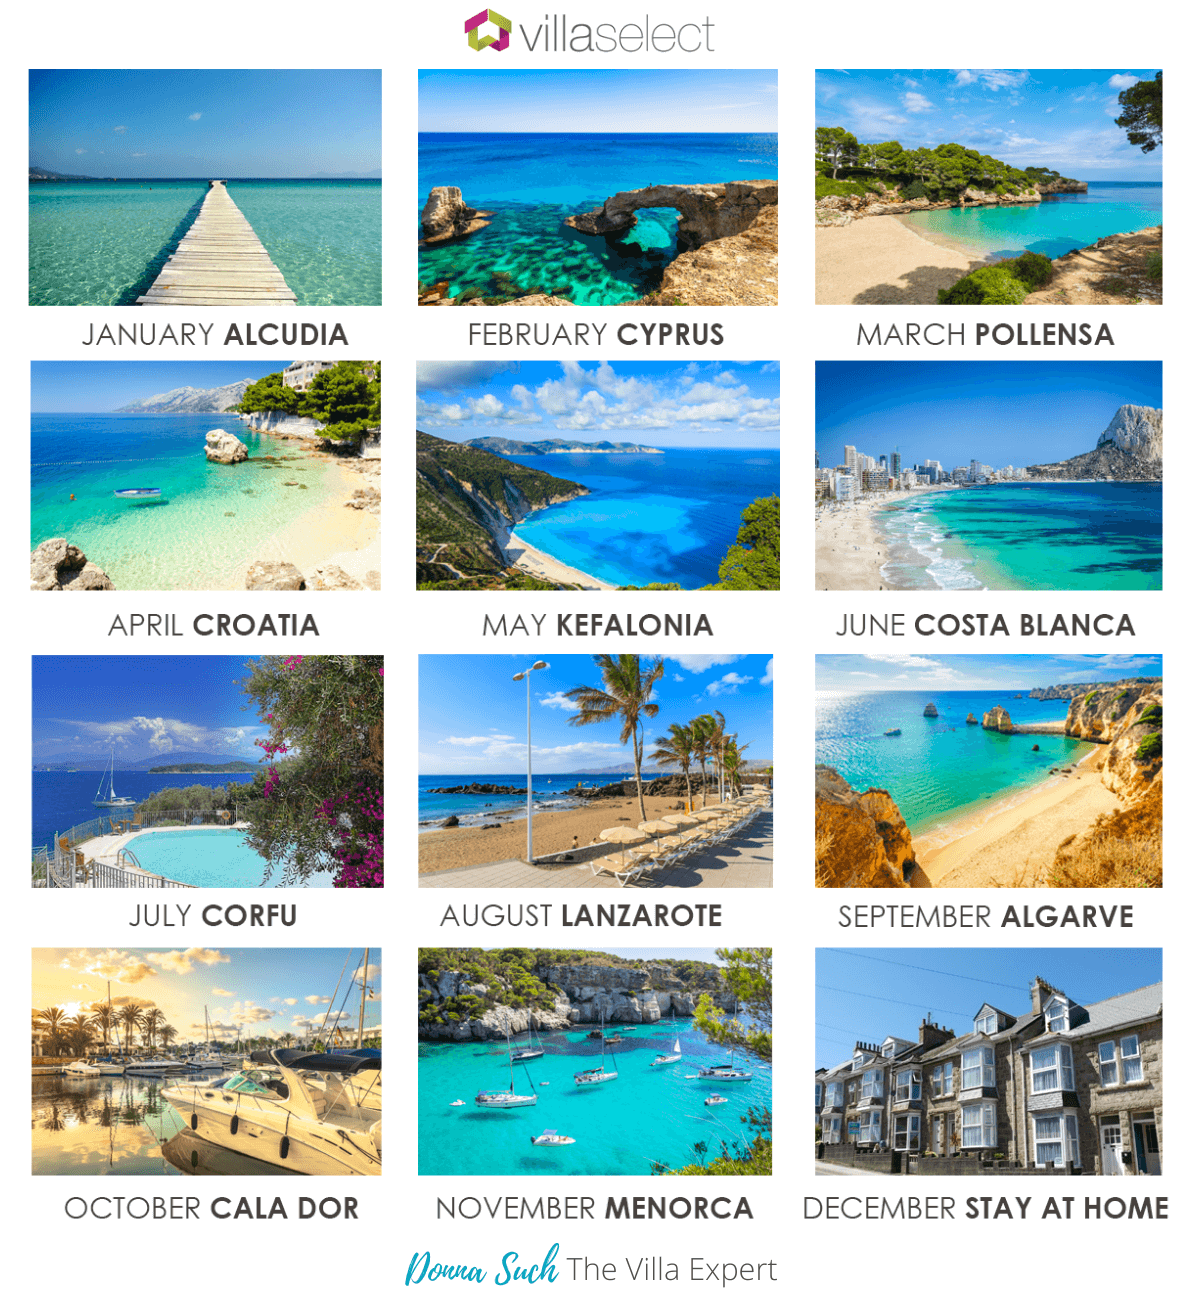 villaselect
JANUARY ALCUDIA
FEBRUARY CYPRUS
MARCH POLLENSA
APRIL CROATIA
MAY KEFALONIA
JUNE COSTA BLANCA
JULY CORFU
AUGUST LANZAROTE
SEPTEMBER ALGARVE
OCTOBER CALA DOR
NOVEMBER MENORCA
DECEMBER STAY AT HOME
Donna Such The Villa Expert